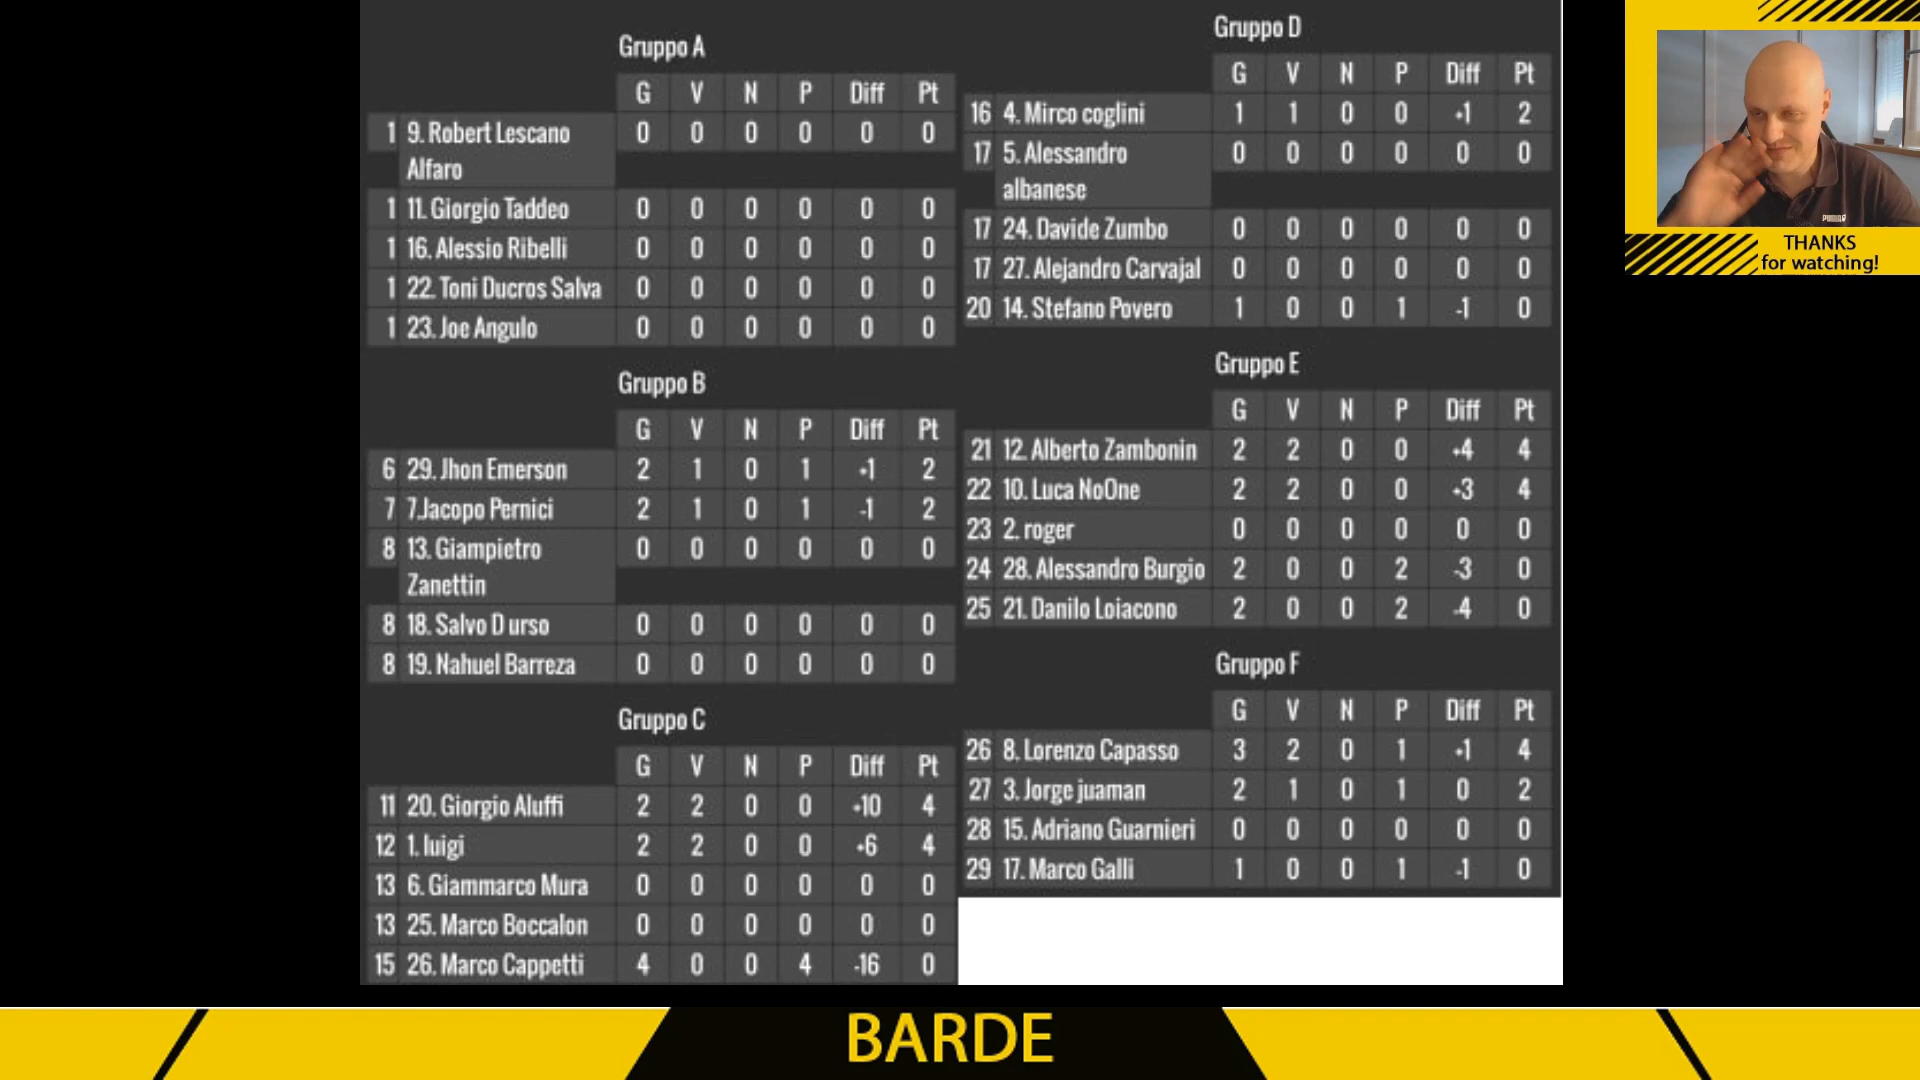 Gruppo A
G V N P Diff Pt
1 9. Robert Lescano 0 0 0 0 0 0
Alfaro
1 11. Giorgio Taddeo 0 0 0 0 0 0
1 16. Alessio Ribelli 0 0 0 0 0 0
1 22. Toni Ducros Salva 0 0 0 0 0 0
1 23. Joe Angulo 0 0 0 0 0 0
Gruppo B
G V N P Diff Pt
6 29. Jhon Emerson 2 1 0 1 +1 2
7 7.Jacopo Pernici 2 1 0 1 -1 2
8 13. Giampietro 0 0 0 0 0 0
Zanettin
8 18. Salvo D urso 0 0 0 0 0 0
8 19. Nahuel Barreza 0 0 0 0 0 0
Gruppo C
G V N P Diff Pt
11 20. Giorgio Aluffi 2 2 0 0 +10 4
12 1. luigi 2 2 0 0 +6 4
13 6. Giammarco Mura 0 0 0 0 0 0
13 25. Marco Boccalon 0 0 0 0 0 0
15 26. Marco Cappetti 4 0 0 4 -16 0
Gruppo D
G V N P Diff Pt
16 4. Mirco coglini 1 1 0 0 +1 2
17 5. Alessandro 0 0 0 0 0 0
albanese
17 24. Davide Zumbo 0 0 0 0 0 0
17 27. Alejandro Carvajal 0 0 0 0 0 0
20 14. Stefano Povero 1 0 0 1 -1 0
Gruppo E
G V N P Diff Pt
21 12. Alberto Zambonin 2 2 0 0 +4 4
22 10. Luca NoOne 2 2 0 0 +3 4
23 2. roger 0 0 0 0 0 0
24 28. Alessandro Burgio 2 0 0 2 -3 0
25 21. Danilo Loiacono 2 0 0 2 -4 0
Gruppo F
G V N P Diff Pt
26 8. Lorenzo Capasso 3 2 0 1 +1 4
27 3. Jorge juaman 2 1 0 1 0 2
28 15. Adriano Guarnieri 0 0 0 0 0 0
29 17. Marco Galli 1 0 0 1 -1 0
PUMA
THANKS
for watching!
BARDE